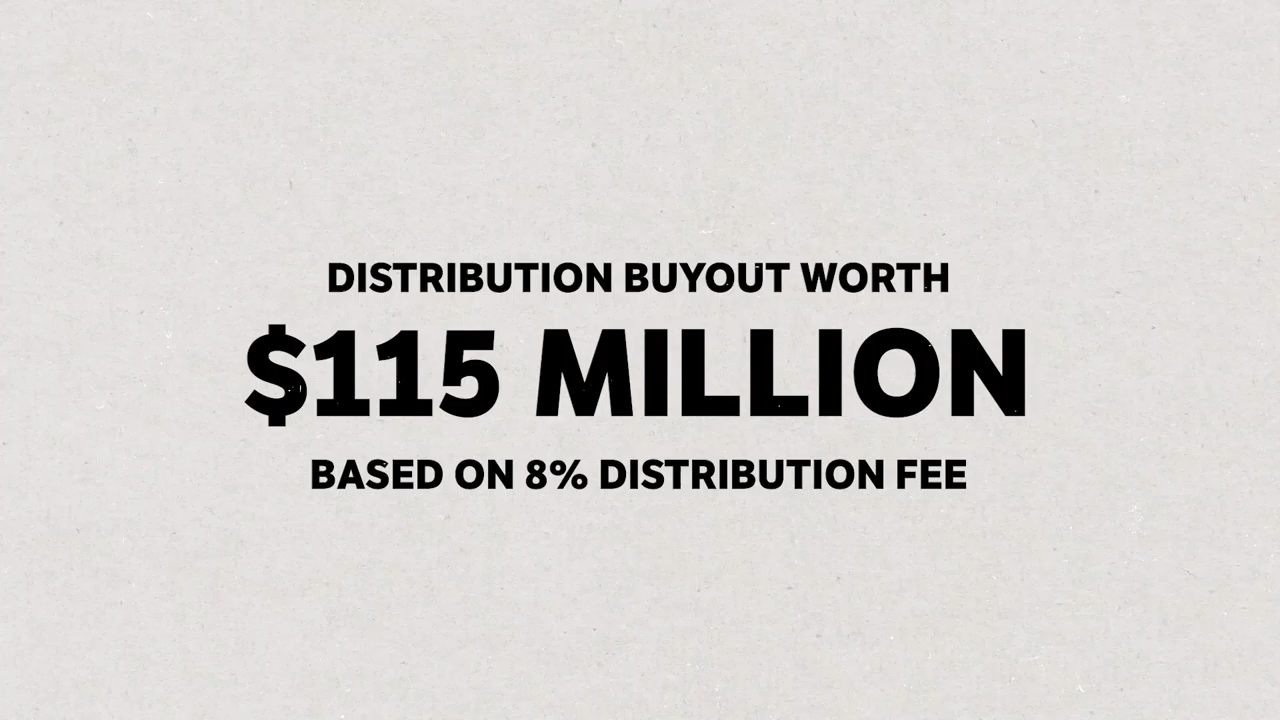 DISTRIBUTION BUYOUT WORTH
$115 MILLION
BASED ON 8% DISTRIBUTION FEE